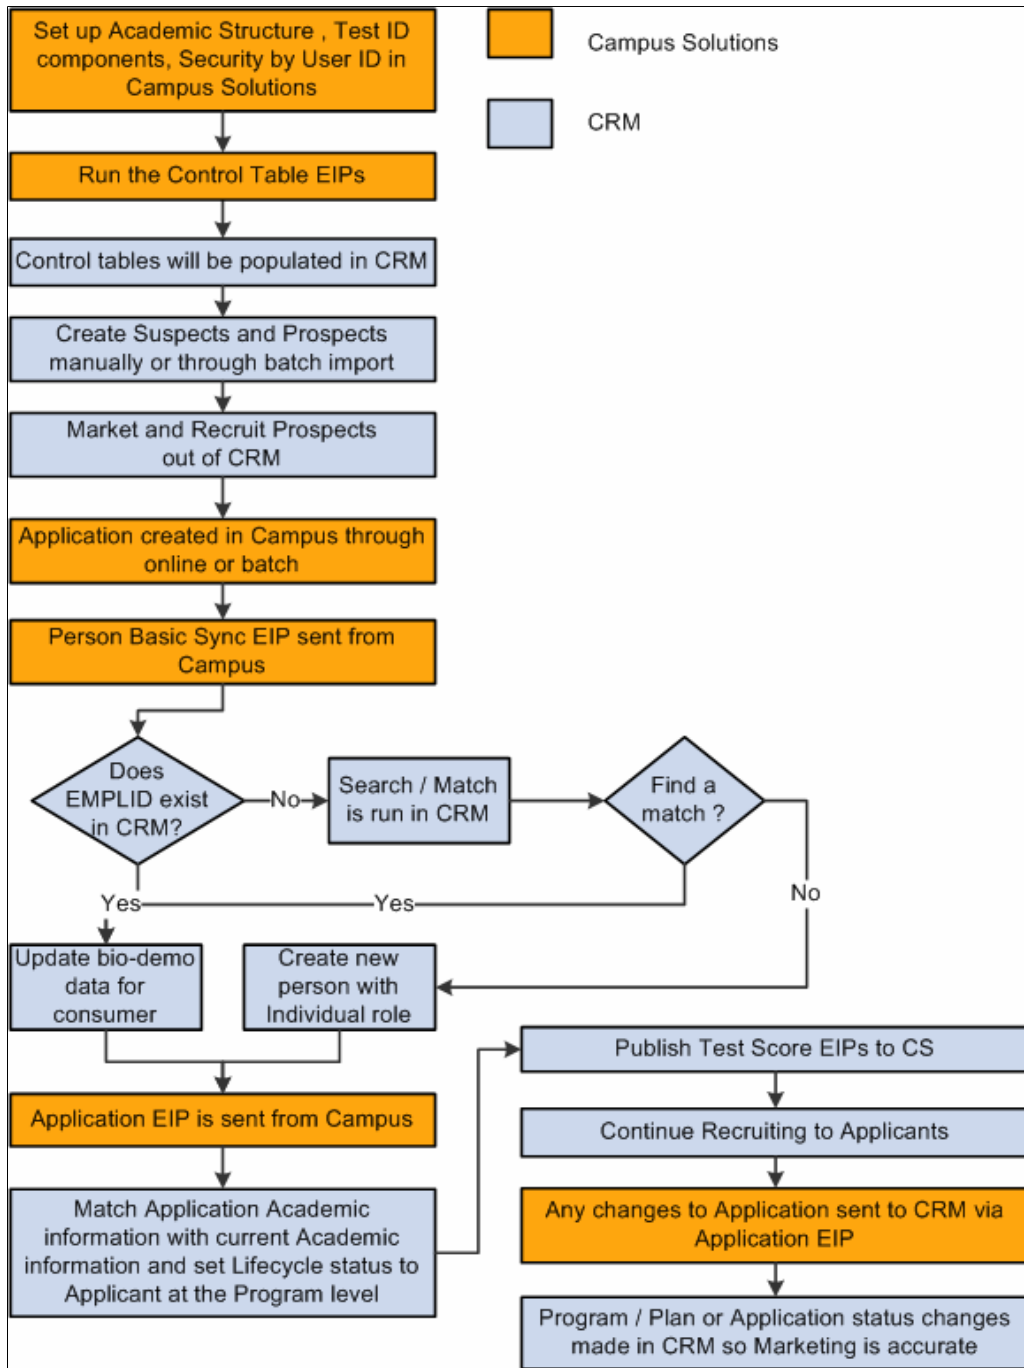 Set up Academic Structure , Test ID
components, Security by User ID in
Campus Solutions
Campus Solutions
CRM
Run the Control Table EIPs
Control tables will be populated in CRM
Create Suspects and Prospects
manually or through batch import
Market and Recruit Prospects
out of CRM
Application created in Campus through
online or batch
Person Basic Sync EIP sent from
Campus
Does
EMPLID exist
in CRM?
No
Search / Match
is run in CRM
Find a
match ?
No
Yes
Yes
Update bio-demo
data for
consumer
Create new
person with
Individual role
Application EIP is sent from Campus
Match Application Academic
information with current Academic
information and set Lifecycle status to
Applicant at the Program level
Publish Test Score EIPs to CS
Continue Recruiting to Applicants
Any changes to Application sent to CRM via
Application EIP
Program / Plan or Application status changes
made in CRM so Marketing is accurate